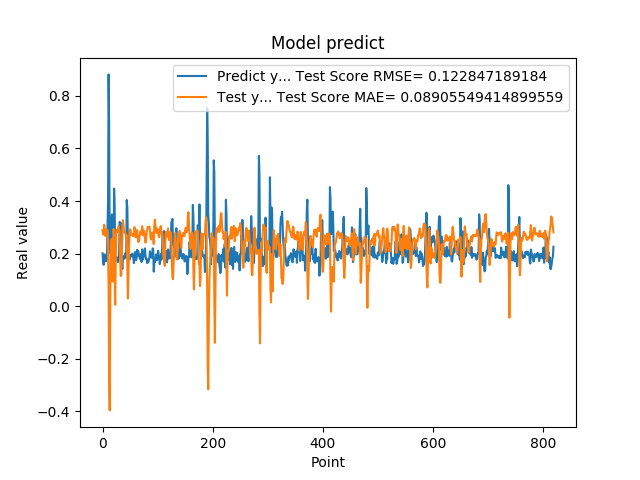 Model predict
Predict y... Test Score RMSE= 0.122847189184
Test y... Test Score MAE= 0.08905549414899559
0.8
0.6
0.4
0.2
0.0
−0.2
−0.4
Real value
0 200 400 600 800
Point